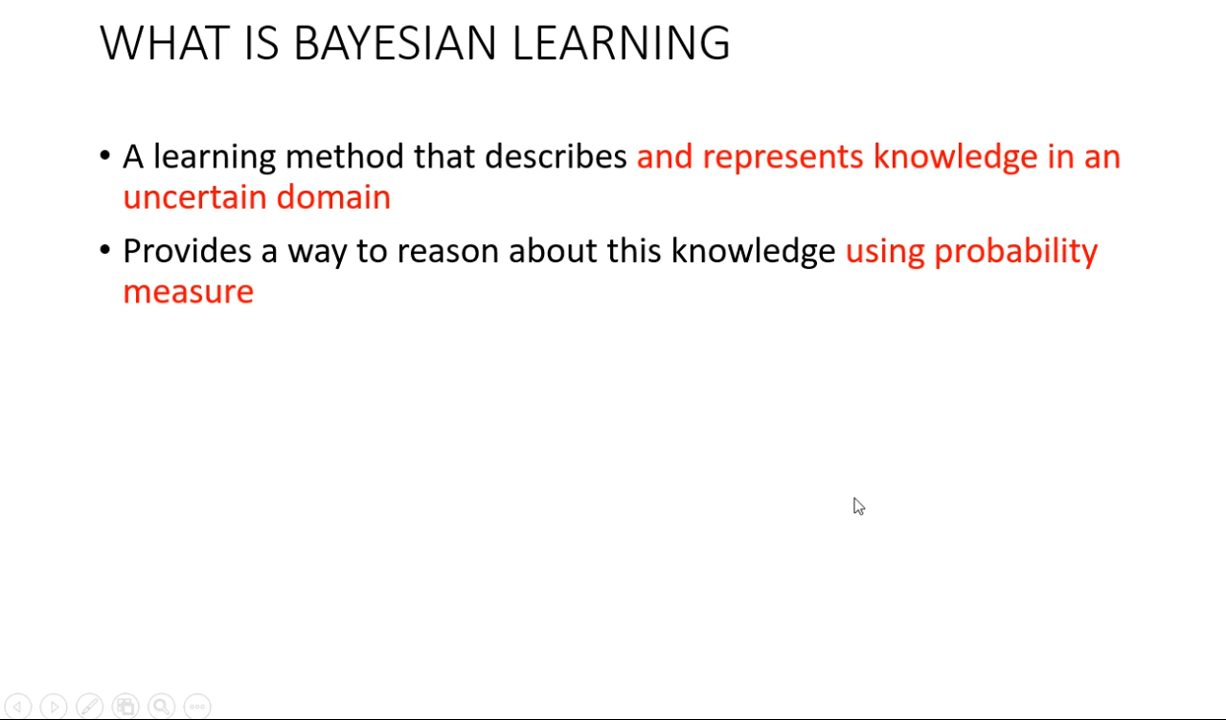 WHAT IS BAYESIAN LEARNING
• A learning method that describes and represents knowledge in an
uncertain domain
• Provides a way to reason about this knowledge using probability
measure